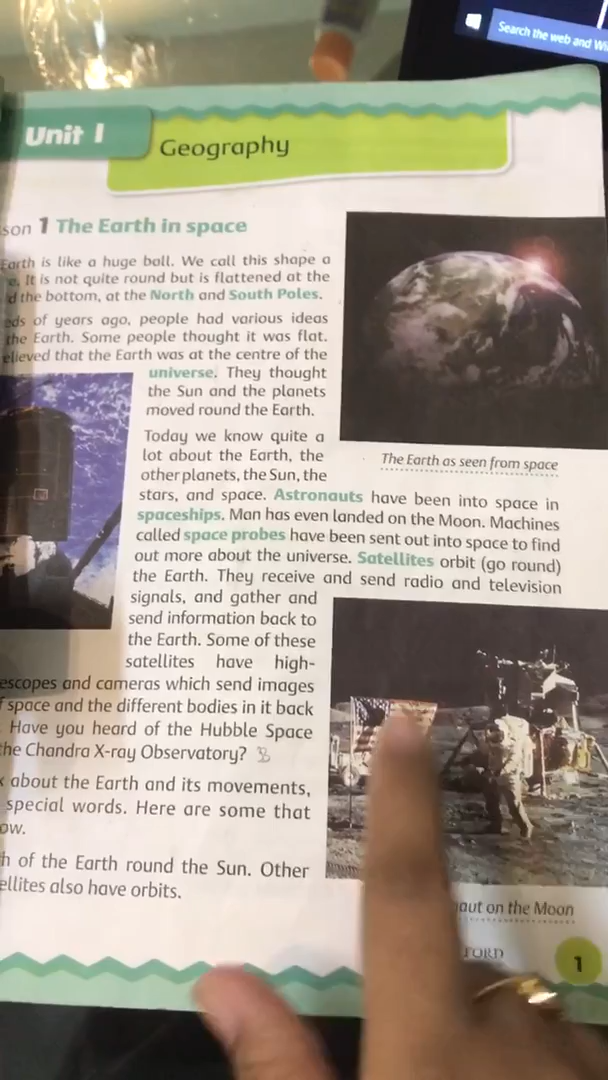 Search the web and Wi
Unit 1
Geography
son 1 The Earth in space
Earth is like a huge ball. We call this shape a
e. It is not quite round but is flattened at the
d the bottom, at the North and South Poles.
eds of years ago, people had various ideas
the Earth. Some people thought it was flat.
elieved that the Earth was at the centre of the
universe. They thought
the Sun and the planets
moved round the Earth.
The Earth as seen from space
Today we know quite a
lot about the Earth, the
other planets, the Sun, the
stars, and space. Astronauts have been into space in
spaceships. Man has even landed on the Moon. Machines
called space probes have been sent out into space to find
out more about the universe. Satellites orbit (go round)
the Earth. They receive and send radio and television
signals, and gather and
send information back to
the Earth. Some of these
satellites have high-
escopes and cameras which send images
f space and the different bodies in it back
. Have you heard of the Hubble Space
the Chandra X-ray Observatory?
k about the Earth and its movements,
special words. Here are some that
ow.
h of the Earth round the Sun. Other
ellites also have orbits.
naut on the Moon
FORD
1